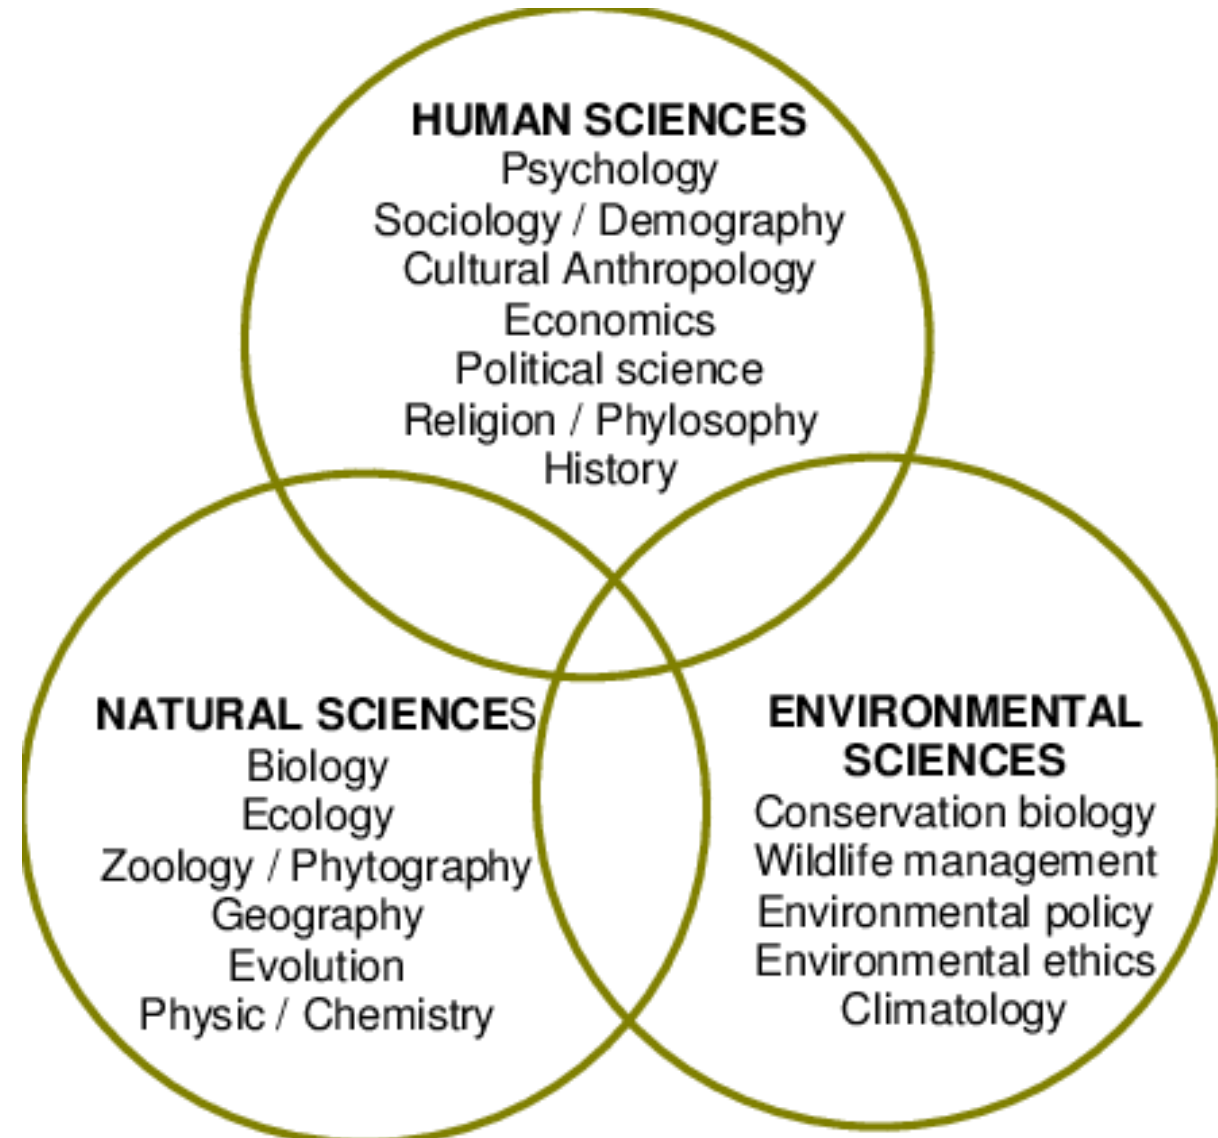 HUMAN SCIENCES
Psychology
Sociology / Demography
Cultural Anthropology
Economics
Political science
Religion / Phylosophy
History
NATURAL SCIENCES
Biology
Ecology
Zoology / Phytography
Geography
Evolution
Physic / Chemistry
ENVIRONMENTAL
SCIENCES
Conservation biology
Wildlife management
Environmental policy
Environmental ethics
Climatology